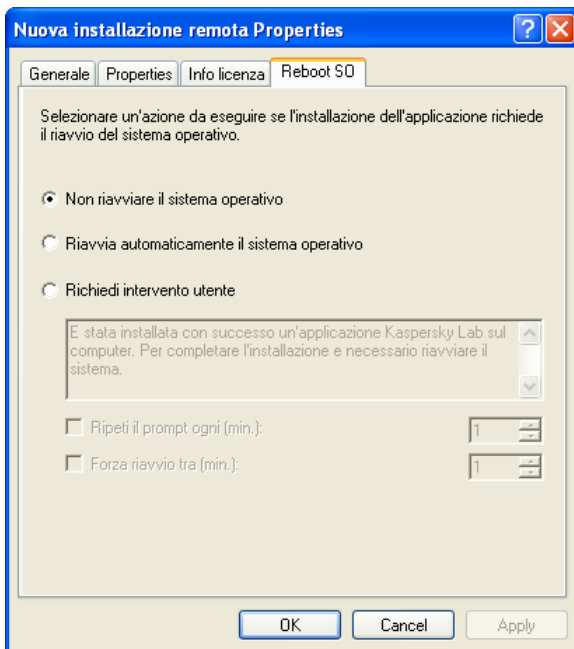 Nuova installazione remota Properties
Generale Properties Info licenza Reboot SO
Selezionare un'azione da eseguire se l'installazione dell'applicazione richiede
il riavvio del sistema operativo.
Non riavviare il sistema operativo
Riavvia automaticamente il sistema operativo
Richiedi intervento utente
E stata installata con successo un'applicazione Kaspersky Lab sul
computer. Per completare l'installazione e necessario riavviare il
sistema.
Ripeti il prompt ogni (min.): 1
Forza riavvio tra (min.): 1
OK Cancel Apply